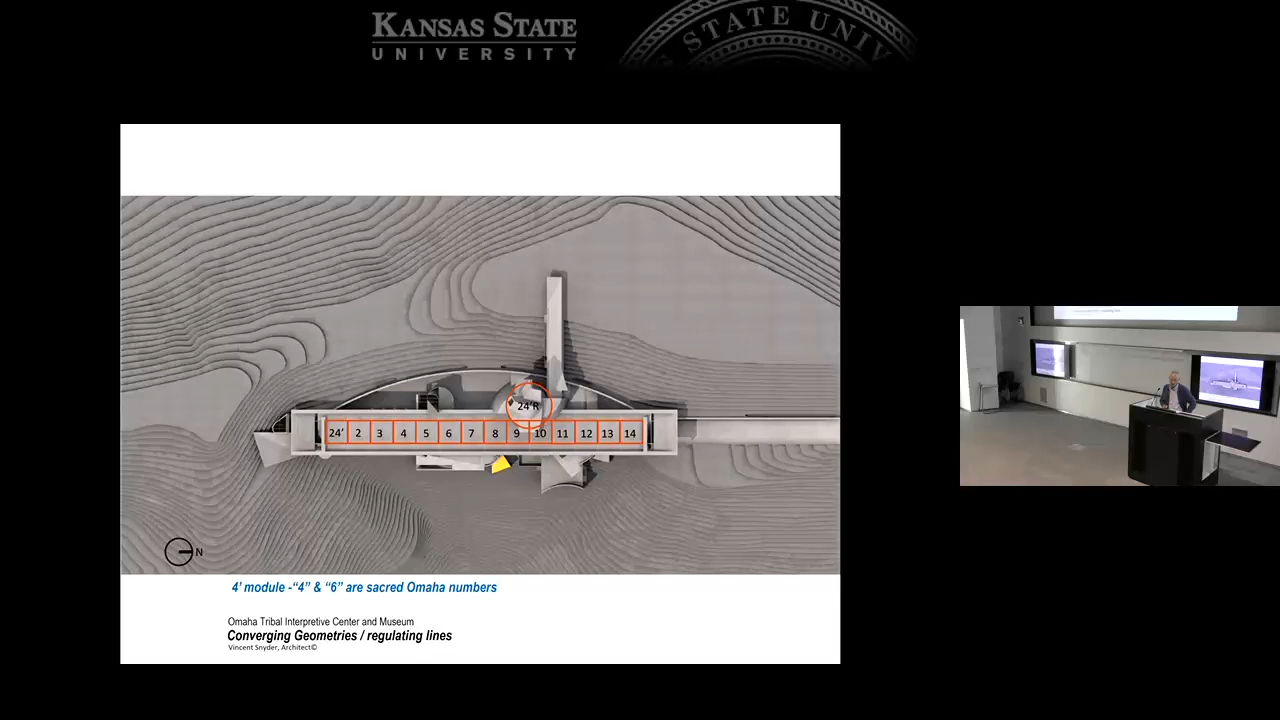 KANSAS STATE
UNIVERSITY
STATE UNIV
24'R
24' 2 3 4 5 6 7 8 9 10 11 12 13 14
N
4' module -“4” & “6” are sacred Omaha numbers
Omaha Tribal Interpretive Center and Museum
Converging Geometries / regulating lines
Vincent Snyder, Architect©